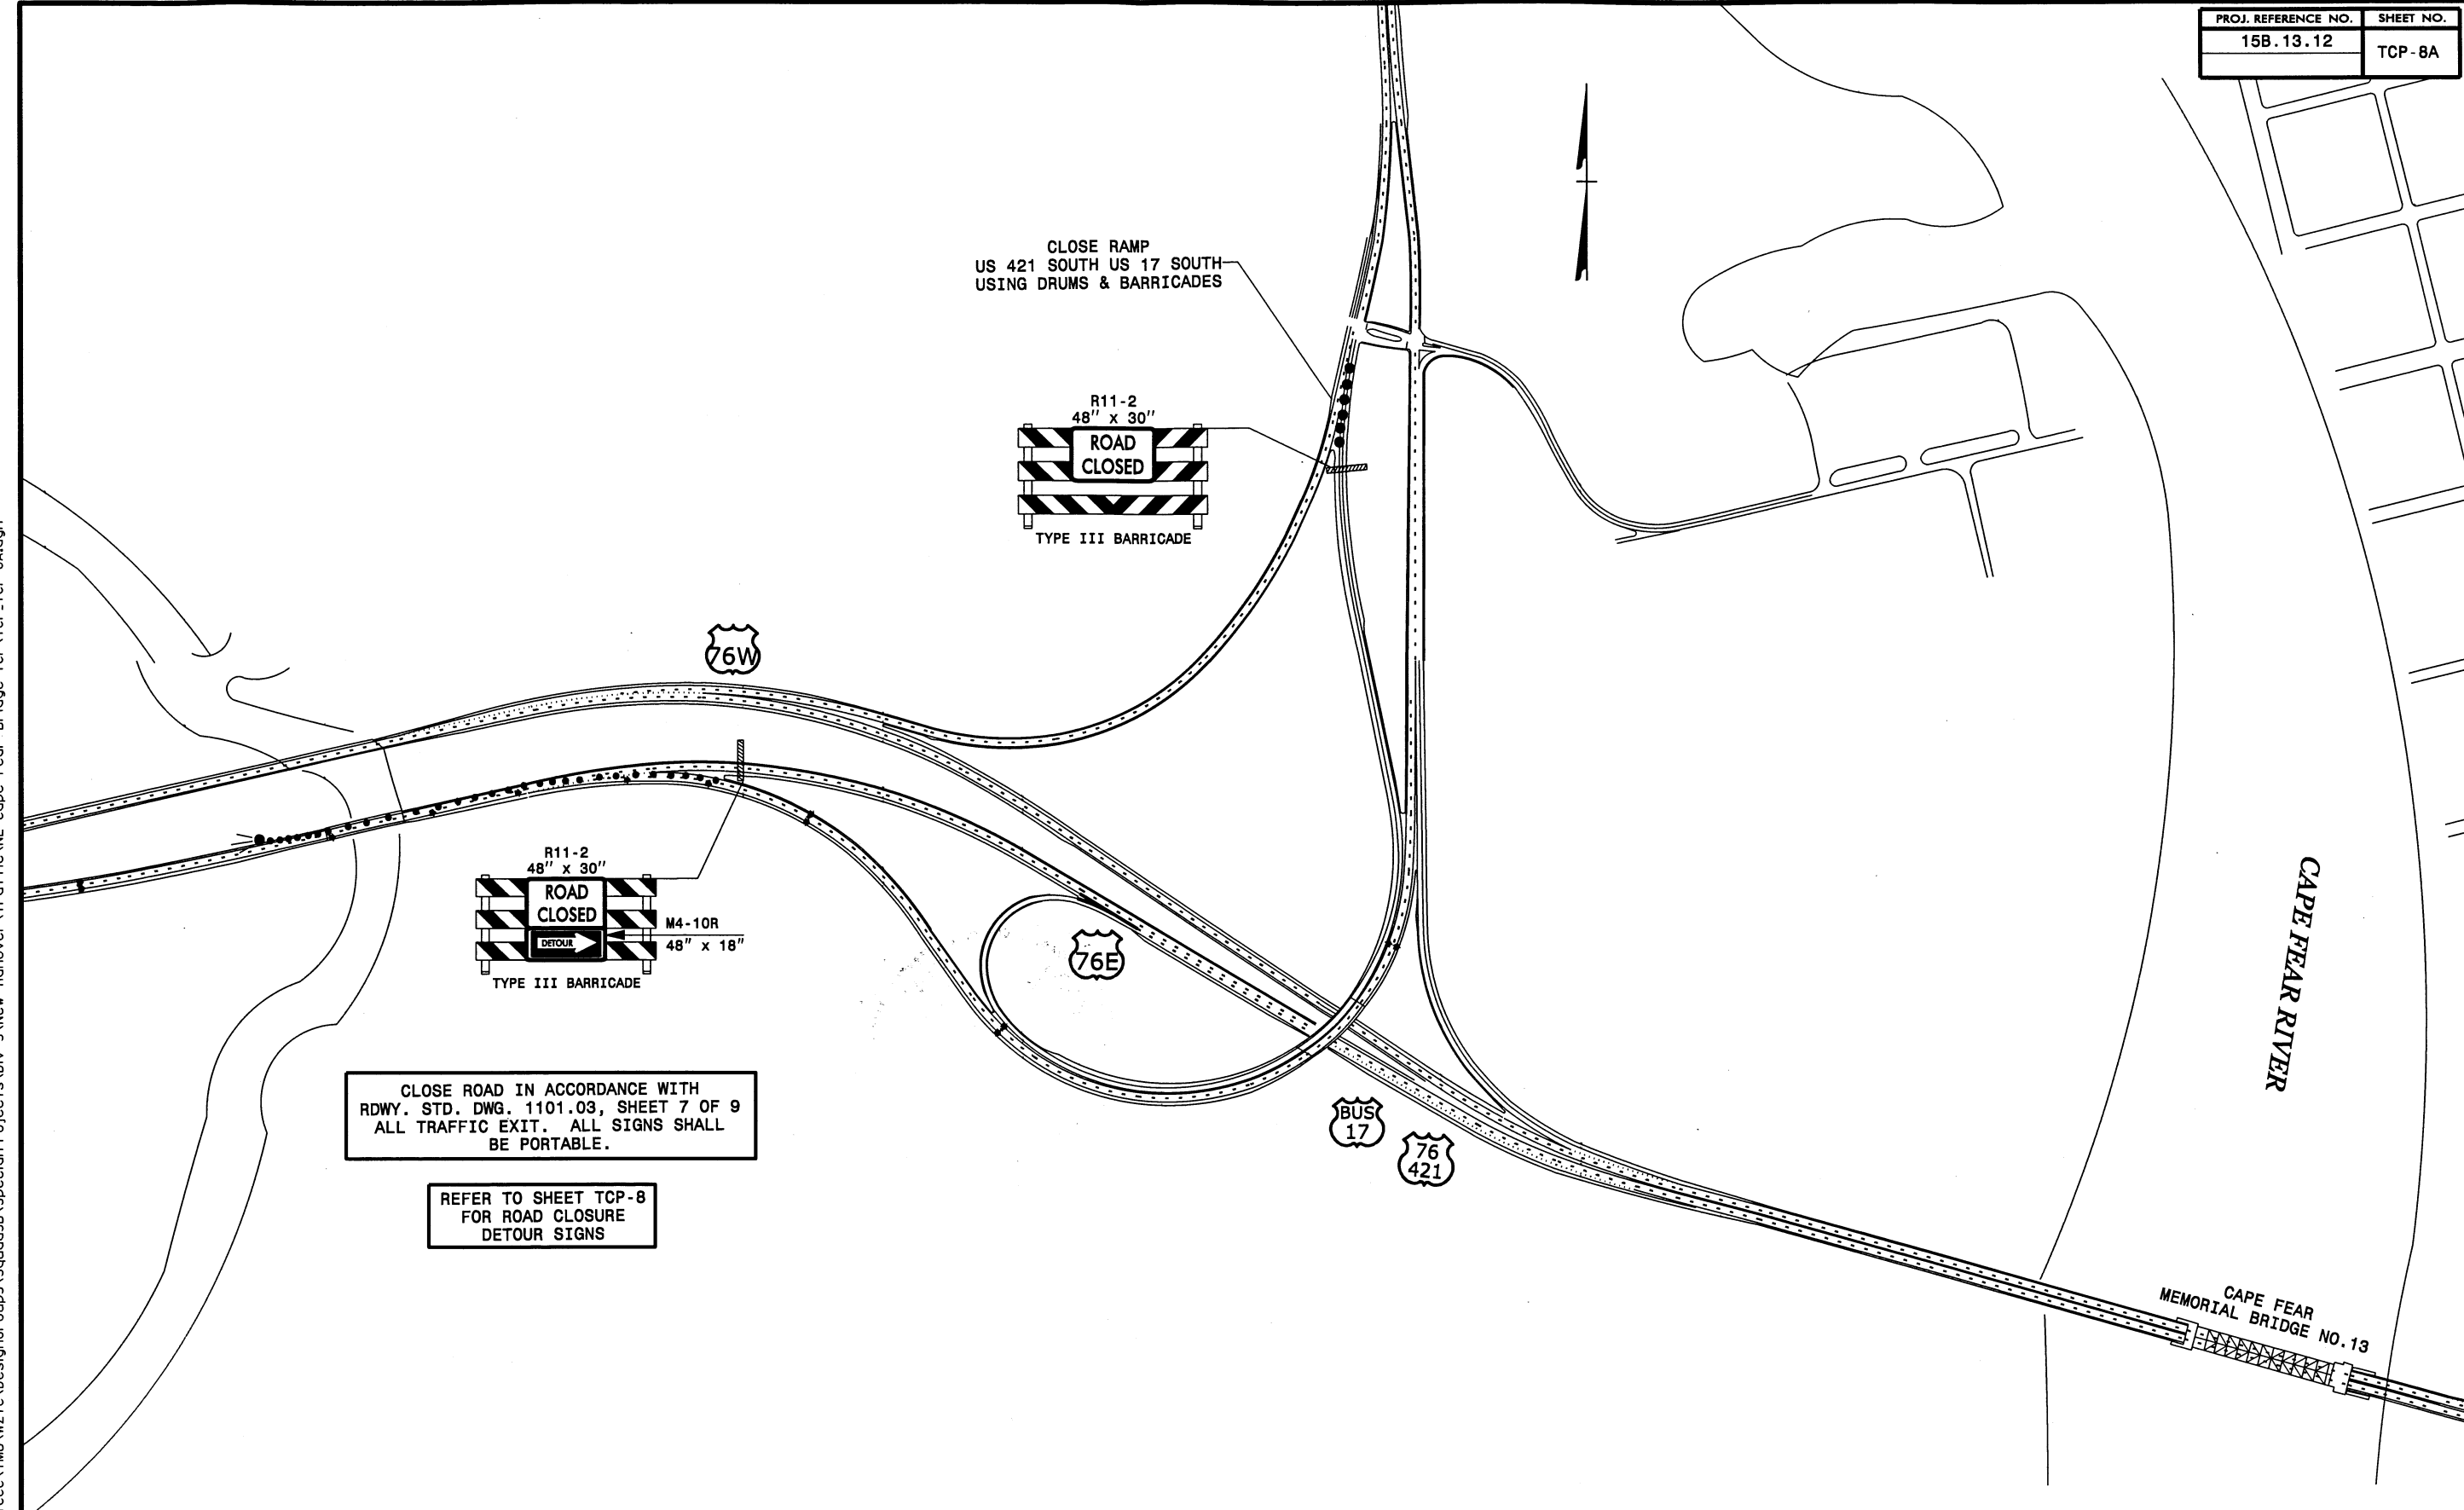 PROJ. REFERENCE NO.
SHEET NO.
15B.13.12
TCP-8A
CLOSE RAMP
US 421 SOUTH US 17 SOUTH
USING DRUMS & BARRICADES
R11-2
48" x 30"
ROAD
CLOSED
TYPE III BARRICADE
76W
R11-2
48" x 30"
ROAD
CLOSED
DETOUR
M4-10R
48" x 18"
TYPE III BARRICADE
76E
CLOSE ROAD IN ACCORDANCE WITH
RDWY. STD. DWG. 1101.03, SHEET 7 OF 9
ALL TRAFFIC EXIT. ALL SIGNS SHALL
BE PORTABLE.
REFER TO SHEET TCP-8
FOR ROAD CLOSURE
DETOUR SIGNS
BUS
17
76
421
CAPE FEAR RIVER
CAPE FEAR
MEMORIAL BRIDGE NO.13